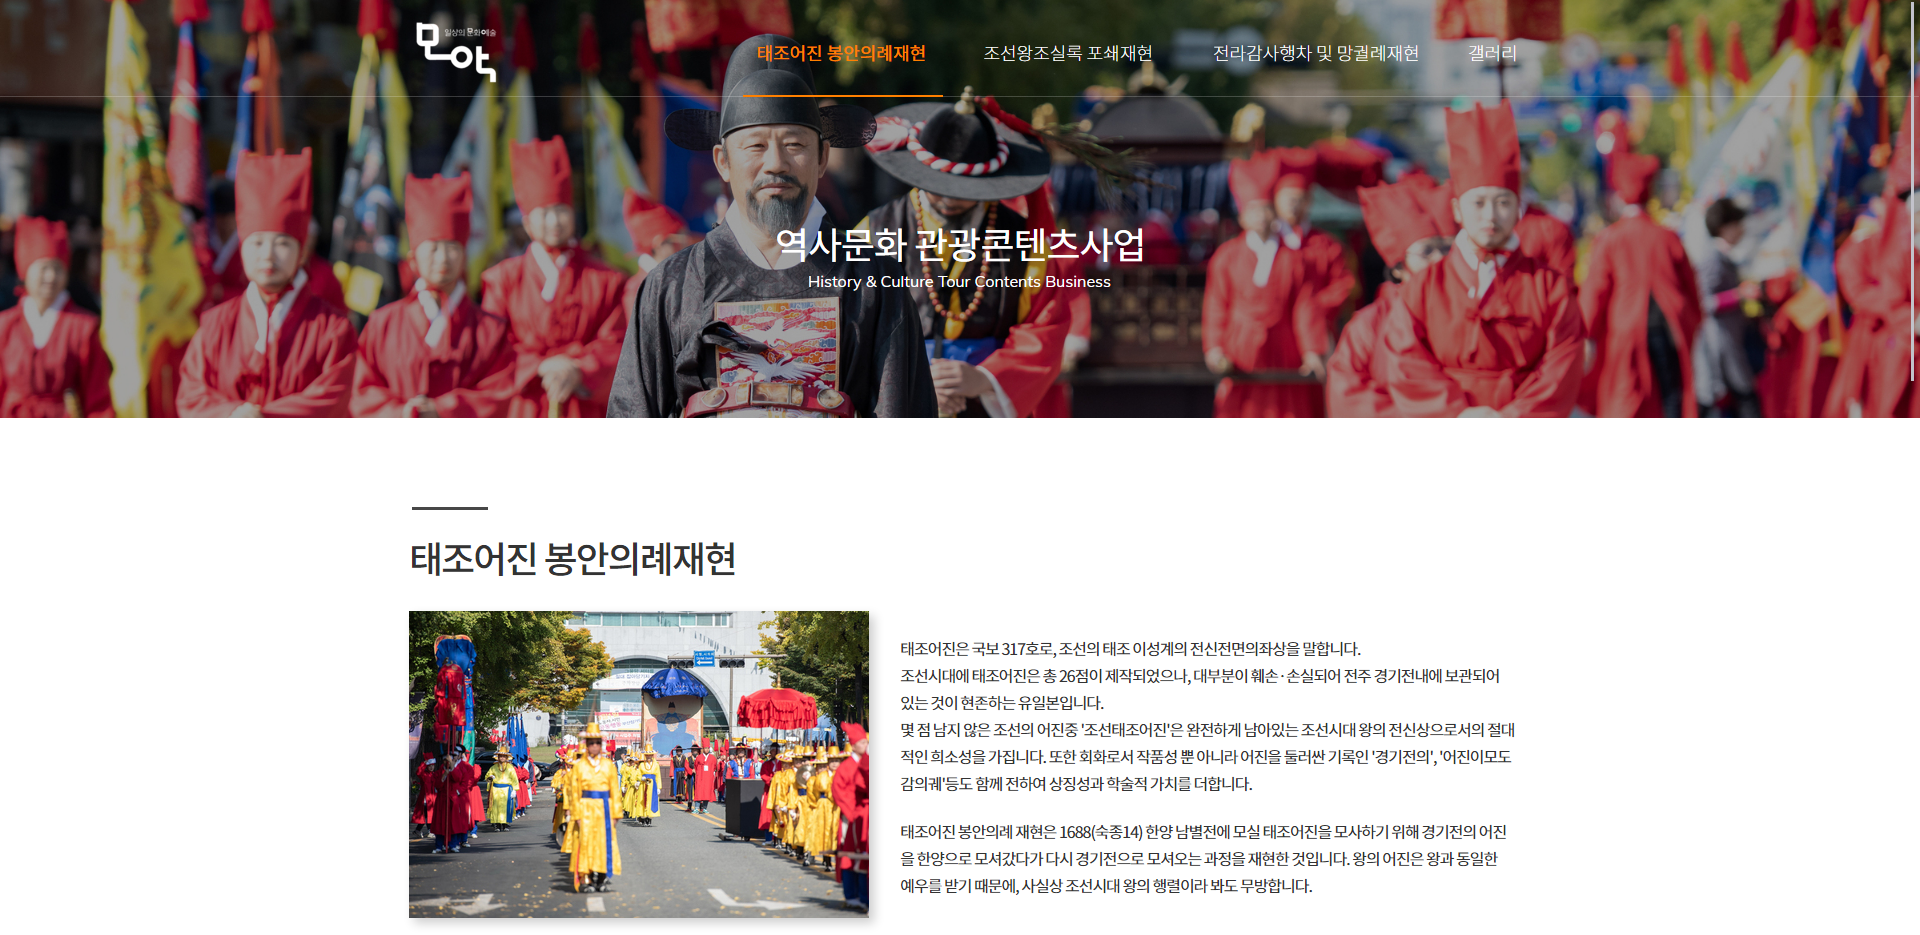 일상의 문화예술
모악
태조어진 봉안의례재현
조선왕조실록 포쇄재현
전라감사행차 및 망궐례재현
갤러리
역사문화 관광콘텐츠사업
History & Culture Tour Contents Business
태조어진 봉안의례재현
태조어진은 국보 317호로, 조선의 태조 이성계의 전신전면의좌상을 말합니다.
조선시대에 태조어진은 총 26점이 제작되었으나, 대부분이 훼손·손실되어 전주 경기전내에 보관되어
있는 것이 현존하는 유일본입니다.
몇 점 남지 않은 조선의 어진중 '조선태조어진'은 완전하게 남아있는 조선시대 왕의 전신상으로서의 절대
적인 희소성을 가집니다. 또한 회화로서 작품성 뿐 아니라 어진을 둘러싼 기록인 '경기전의', '어진이모도
감의궤'등도 함께 전하여 상징성과 학술적 가치를 더합니다.
태조어진 봉안의례 재현은 1688(숙종14) 한양 남별전에 모실 태조어진을 모사하기 위해 경기전의 어진
을 한양으로 모셔갔다가 다시 경기전으로 모셔오는 과정을 재현한 것입니다. 왕의 어진은 왕과 동일한
예우를 받기 때문에, 사실상 조선시대 왕의 행렬이라 봐도 무방합니다.